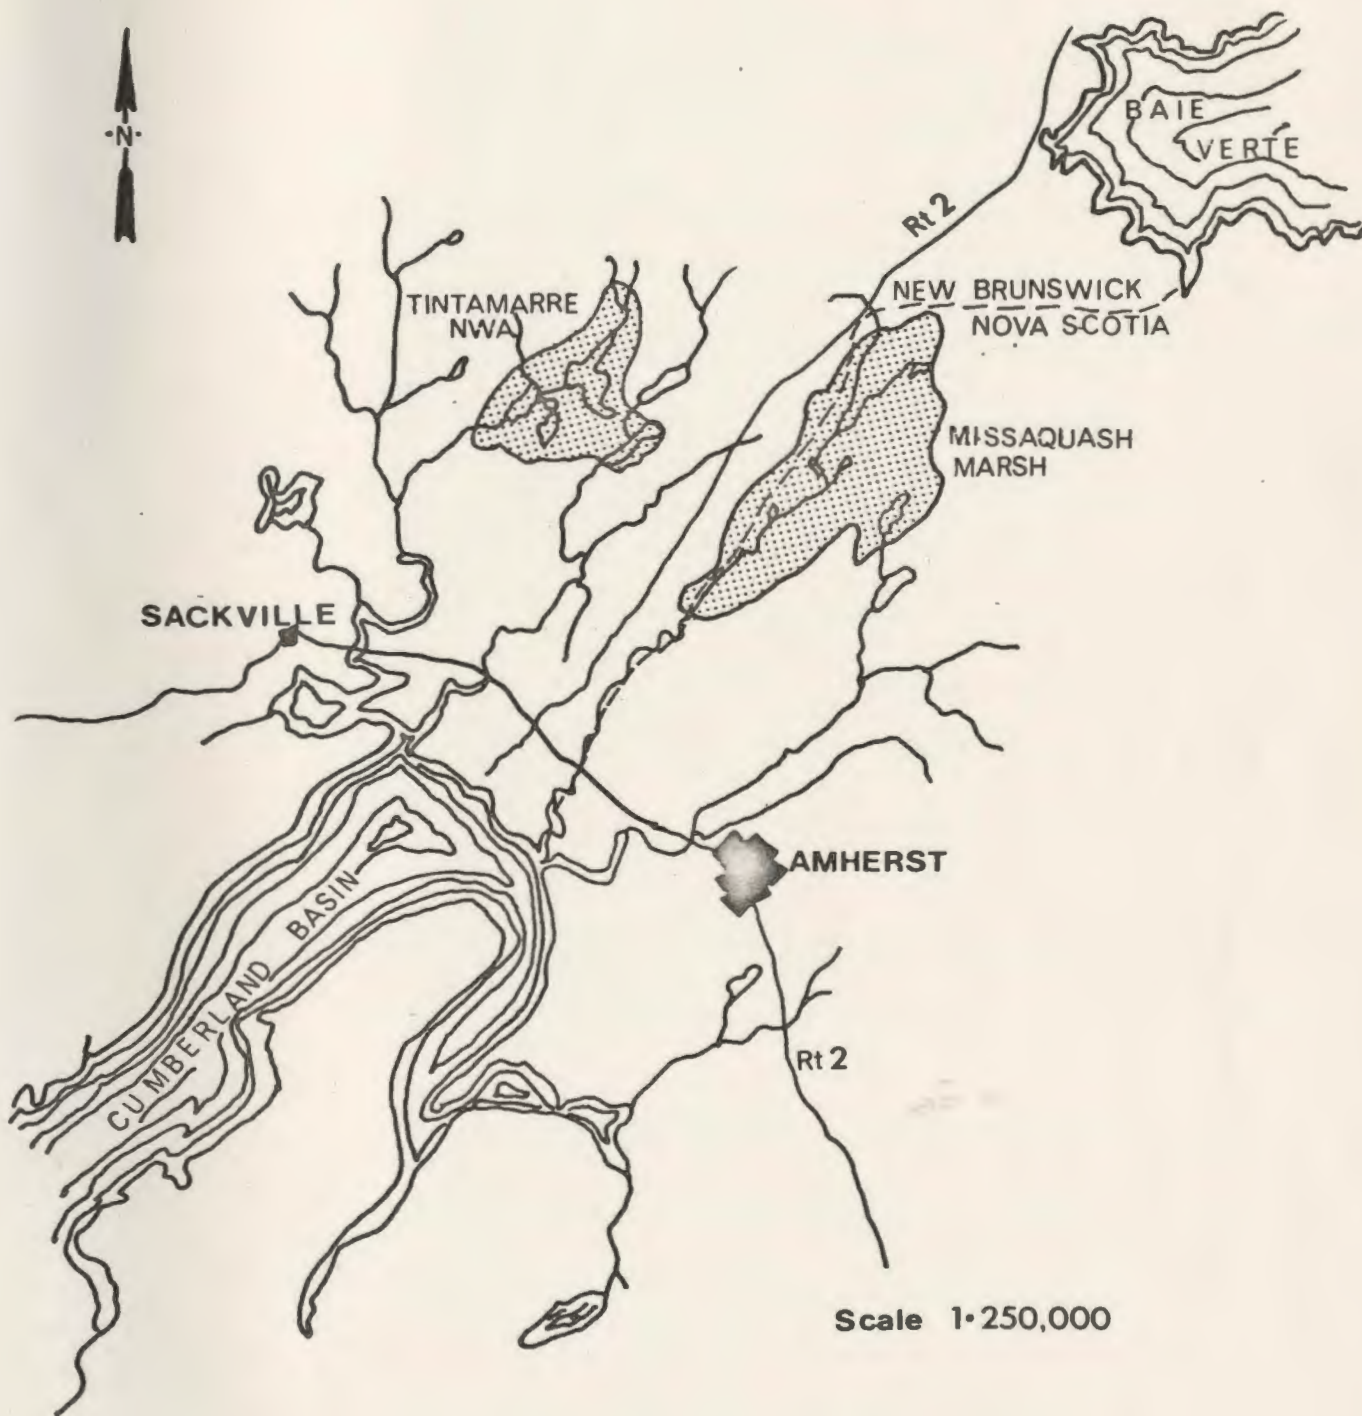 ·N·
BAIE
VERTE
Rt 2
NEW BRUNSWICK
NOVA SCOTIA
TINTAMARRE
NWA
MISSAQUASH
MARSH
SACKVILLE
AMHERST
CUMBERLAND BASIN
Rt 2
Scale 1·250,000